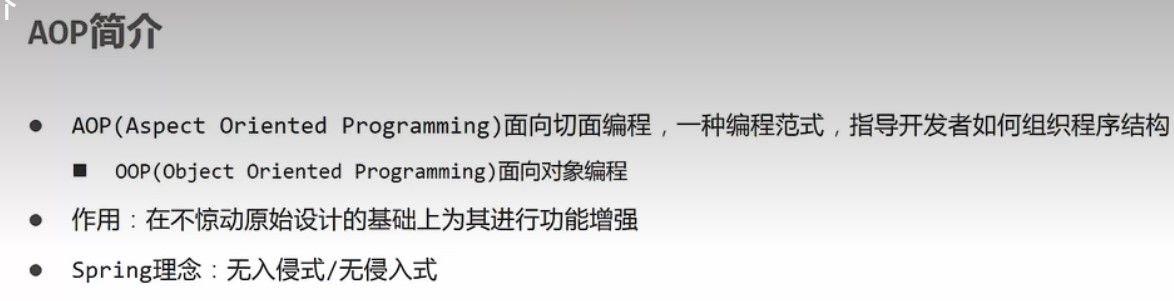 AOP简介
● AOP(Aspect Oriented Programming)面向切面编程，一种编程范式，指导开发者如何组织程序结构
■ OOP(Object Oriented Programming)面向对象编程
● 作用：在不惊动原始设计的基础上为其进行功能增强
● Spring理念：无入侵式/无侵入式